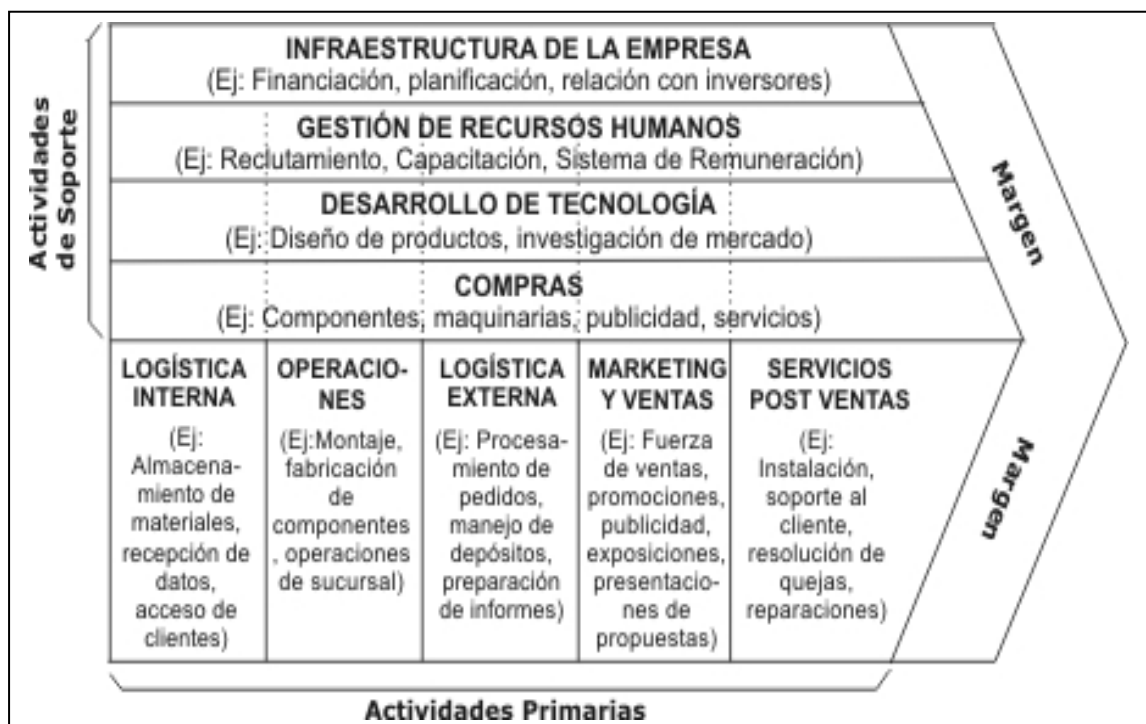 Actividades
de Soporte
INFRAESTRUCTURA DE LA EMPRESA
(Ej: Financiación, planificación, relación con inversores)
GESTIÓN DE RECURSOS HUMANOS
(Ej: Reclutamiento, Capacitación, Sistema de Remuneración)
DESARROLLO DE TECNOLOGÍA
(Ej: Diseño de productos, investigación de mercado)
COMPRAS
(Ej: Componentes, maquinarias, publicidad, servicios)
LOGÍSTICA
INTERNA
(Ej:
Almacena-
miento de
materiales,
recepción de
datos,
acceso de
clientes)
OPERACIO-
NES
(Ej:Montaje,
fabricación
de
componentes
, operaciones
de sucursal)
LOGÍSTICA
EXTERNA
(Ej: Procesa-
miento de
pedidos,
manejo de
depósitos,
preparación
de informes)
MARKETING
Y VENTAS
(Ej: Fuerza
de ventas,
promociones,
publicidad,
exposiciones,
presentacio-
nes de
propuestas)
SERVICIOS
POST VENTAS
(Ej:
Instalación,
soporte al
cliente,
resolución de
quejas,
reparaciones)
Margen
Margen
Actividades Primarias